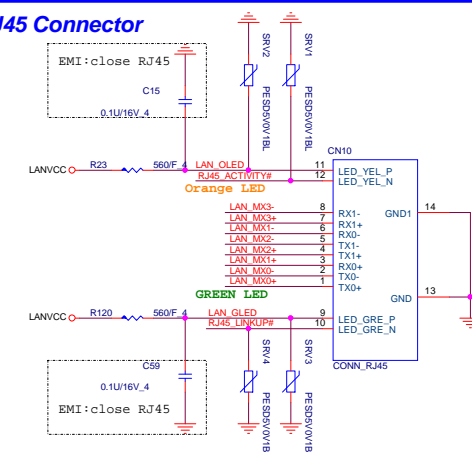 J45 Connector
EMI:close RJ45
C15
0.1U/16V_4
SRV2
PESD5V0V1BL
SRV1
PESD5V0V1BL
CN10
LANVCC
R23
560/F_4
LAN_OLED
11
LED_YEL_P
RJ45_ACTIVITY#
12
LED_YEL_N
Orange LED
LAN_MX3-
8
RX1-
GND1
14
LAN_MX3+
7
RX1+
LAN_MX1-
6
RX0-
LAN_MX2-
5
TX1-
LAN_MX2+
4
TX1+
LAN_MX1+
3
RX0+
LAN_MX0-
2
TX0-
LAN_MX0+
1
TX0+
GREEN LED
GND
13
LANVCC
R120
560/F_4
LAN_GLED
9
LED_GRE_P
RJ45_LINKUP#
10
LED_GRE_N
CONN_RJ45
C59
0.1U/16V_4
EMI:close RJ45
SRV4
PESD5V0V1B
SRV3
PESD5V0V1B